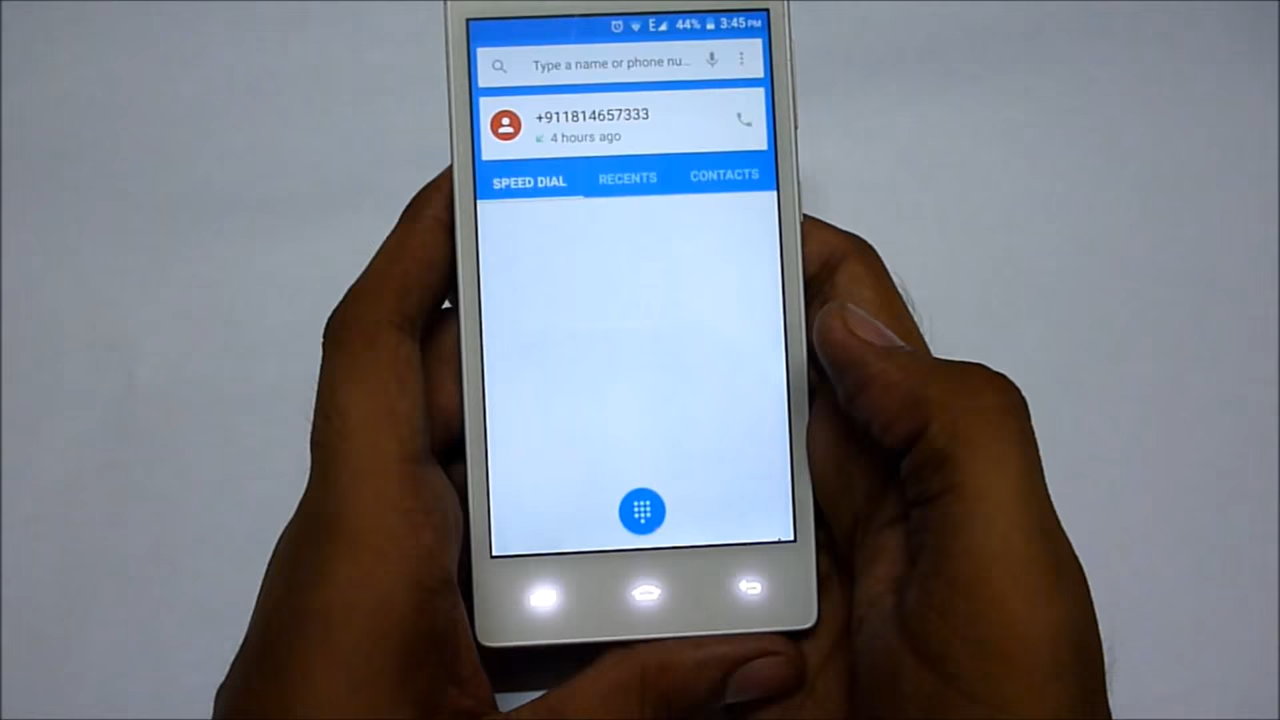 E 44% 3:45 PM
Type a name or phone nu...
+911814657333
4 hours ago
SPEED DIAL RECENTS CONTACTS